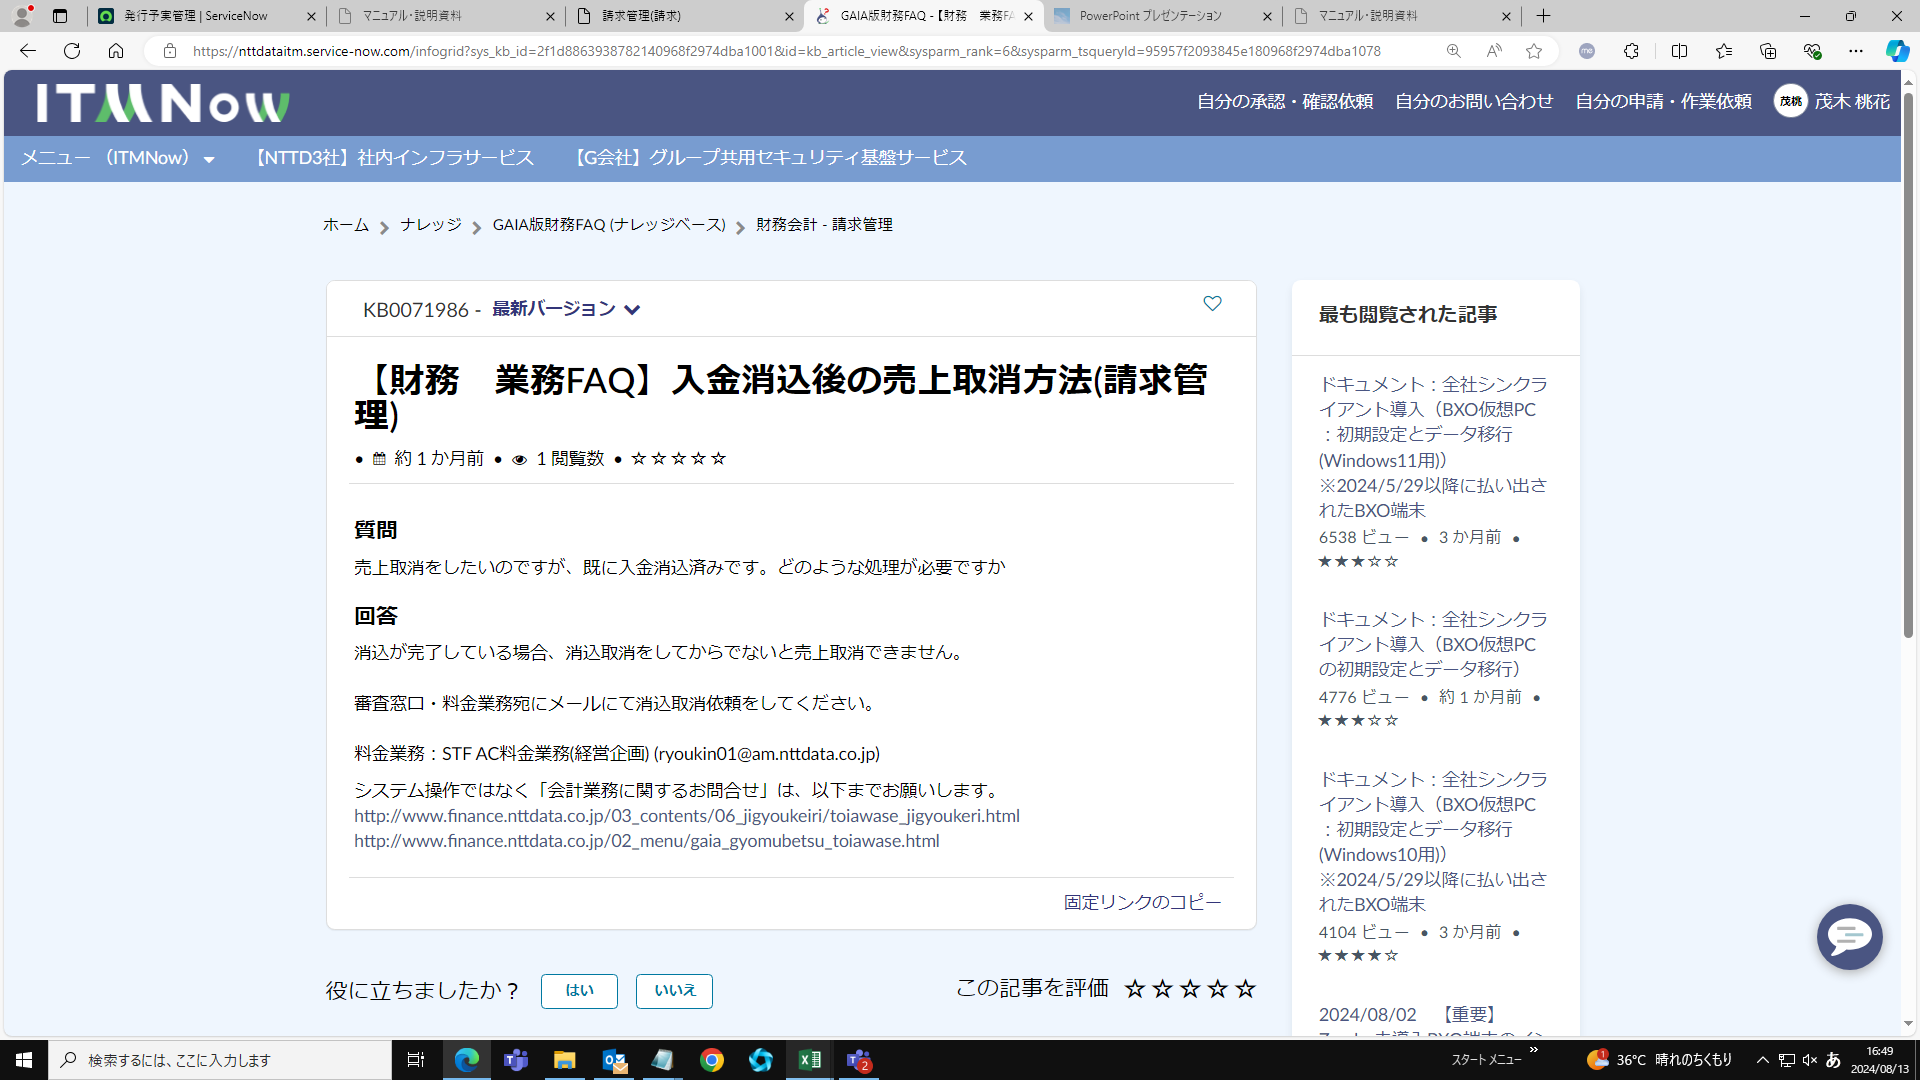 発行予実管理 | ServiceNow
マニュアル・説明資料
請求管理(請求)
GAIA版財務FAQ - 【財務　業務FA
PowerPoint プレゼンテーション
マニュアル・説明資料
https://nttdataitm.service-now.com/infogrid?sys_kb_id=2f1d8863938782140968f2974dba1001&id=kb_article_view&sysparm_rank=6&sysparm_tsqueryId=95957f2093845e180968f2974dba1078
ITMNow
自分の承認・確認依頼
自分のお問い合わせ
自分の申請・作業依頼
茂桃
茂木 桃花
メニュー （ITMNow）
【NTTD3社】社内インフラサービス
【G会社】グループ共用セキュリティ基盤サービス
ホーム
ナレッジ
GAIA版財務FAQ (ナレッジベース)
財務会計 - 請求管理
KB0071986 - 最新バージョン
【財務　業務FAQ】入金消込後の売上取消方法(請求管
理)
• 約 1 か月前 • 1 閲覧数 • ☆☆☆☆☆
質問
売上取消をしたいのですが、既に入金消込済みです。どのような処理が必要ですか
回答
消込が完了している場合、消込取消をしてからでないと売上取消できません。
審査窓口・料金業務宛にメールにて消込取消依頼をしてください。
料金業務：STF AC料金業務(経営企画) (ryoukin01@am.nttdata.co.jp)
システム操作ではなく「会計業務に関するお問合せ」は、以下までお願いします。
http://www.finance.nttdata.co.jp/03_contents/06_jigyoukeiri/toiawase_jigyoukeri.html
http://www.finance.nttdata.co.jp/02_menu/gaia_gyomubetsu_toiawase.html
固定リンクのコピー
役に立ちましたか？
はい
いいえ
この記事を評価 ☆☆☆☆☆
最も閲覧された記事
ドキュメント：全社シンクラ
イアント導入（BXO仮想PC
：初期設定とデータ移行
(Windows11用)）
※2024/5/29以降に払い出さ
れたBXO端末
6538 ビュー • 3 か月前 •
★★★☆☆
ドキュメント：全社シンクラ
イアント導入（BXO仮想PC
の初期設定とデータ移行）
4776 ビュー • 約 1 か月前 •
★★★☆☆
ドキュメント：全社シンクラ
イアント導入（BXO仮想PC
：初期設定とデータ移行
(Windows10用)）
※2024/5/29以降に払い出さ
れたBXO端末
4104 ビュー • 3 か月前 •
★★★★☆
2024/08/02　【重要】
検索するには、ここに入力します
2
スタート メニュー
1
36°C 晴れのちくもり
あ
16:49
2024/08/13